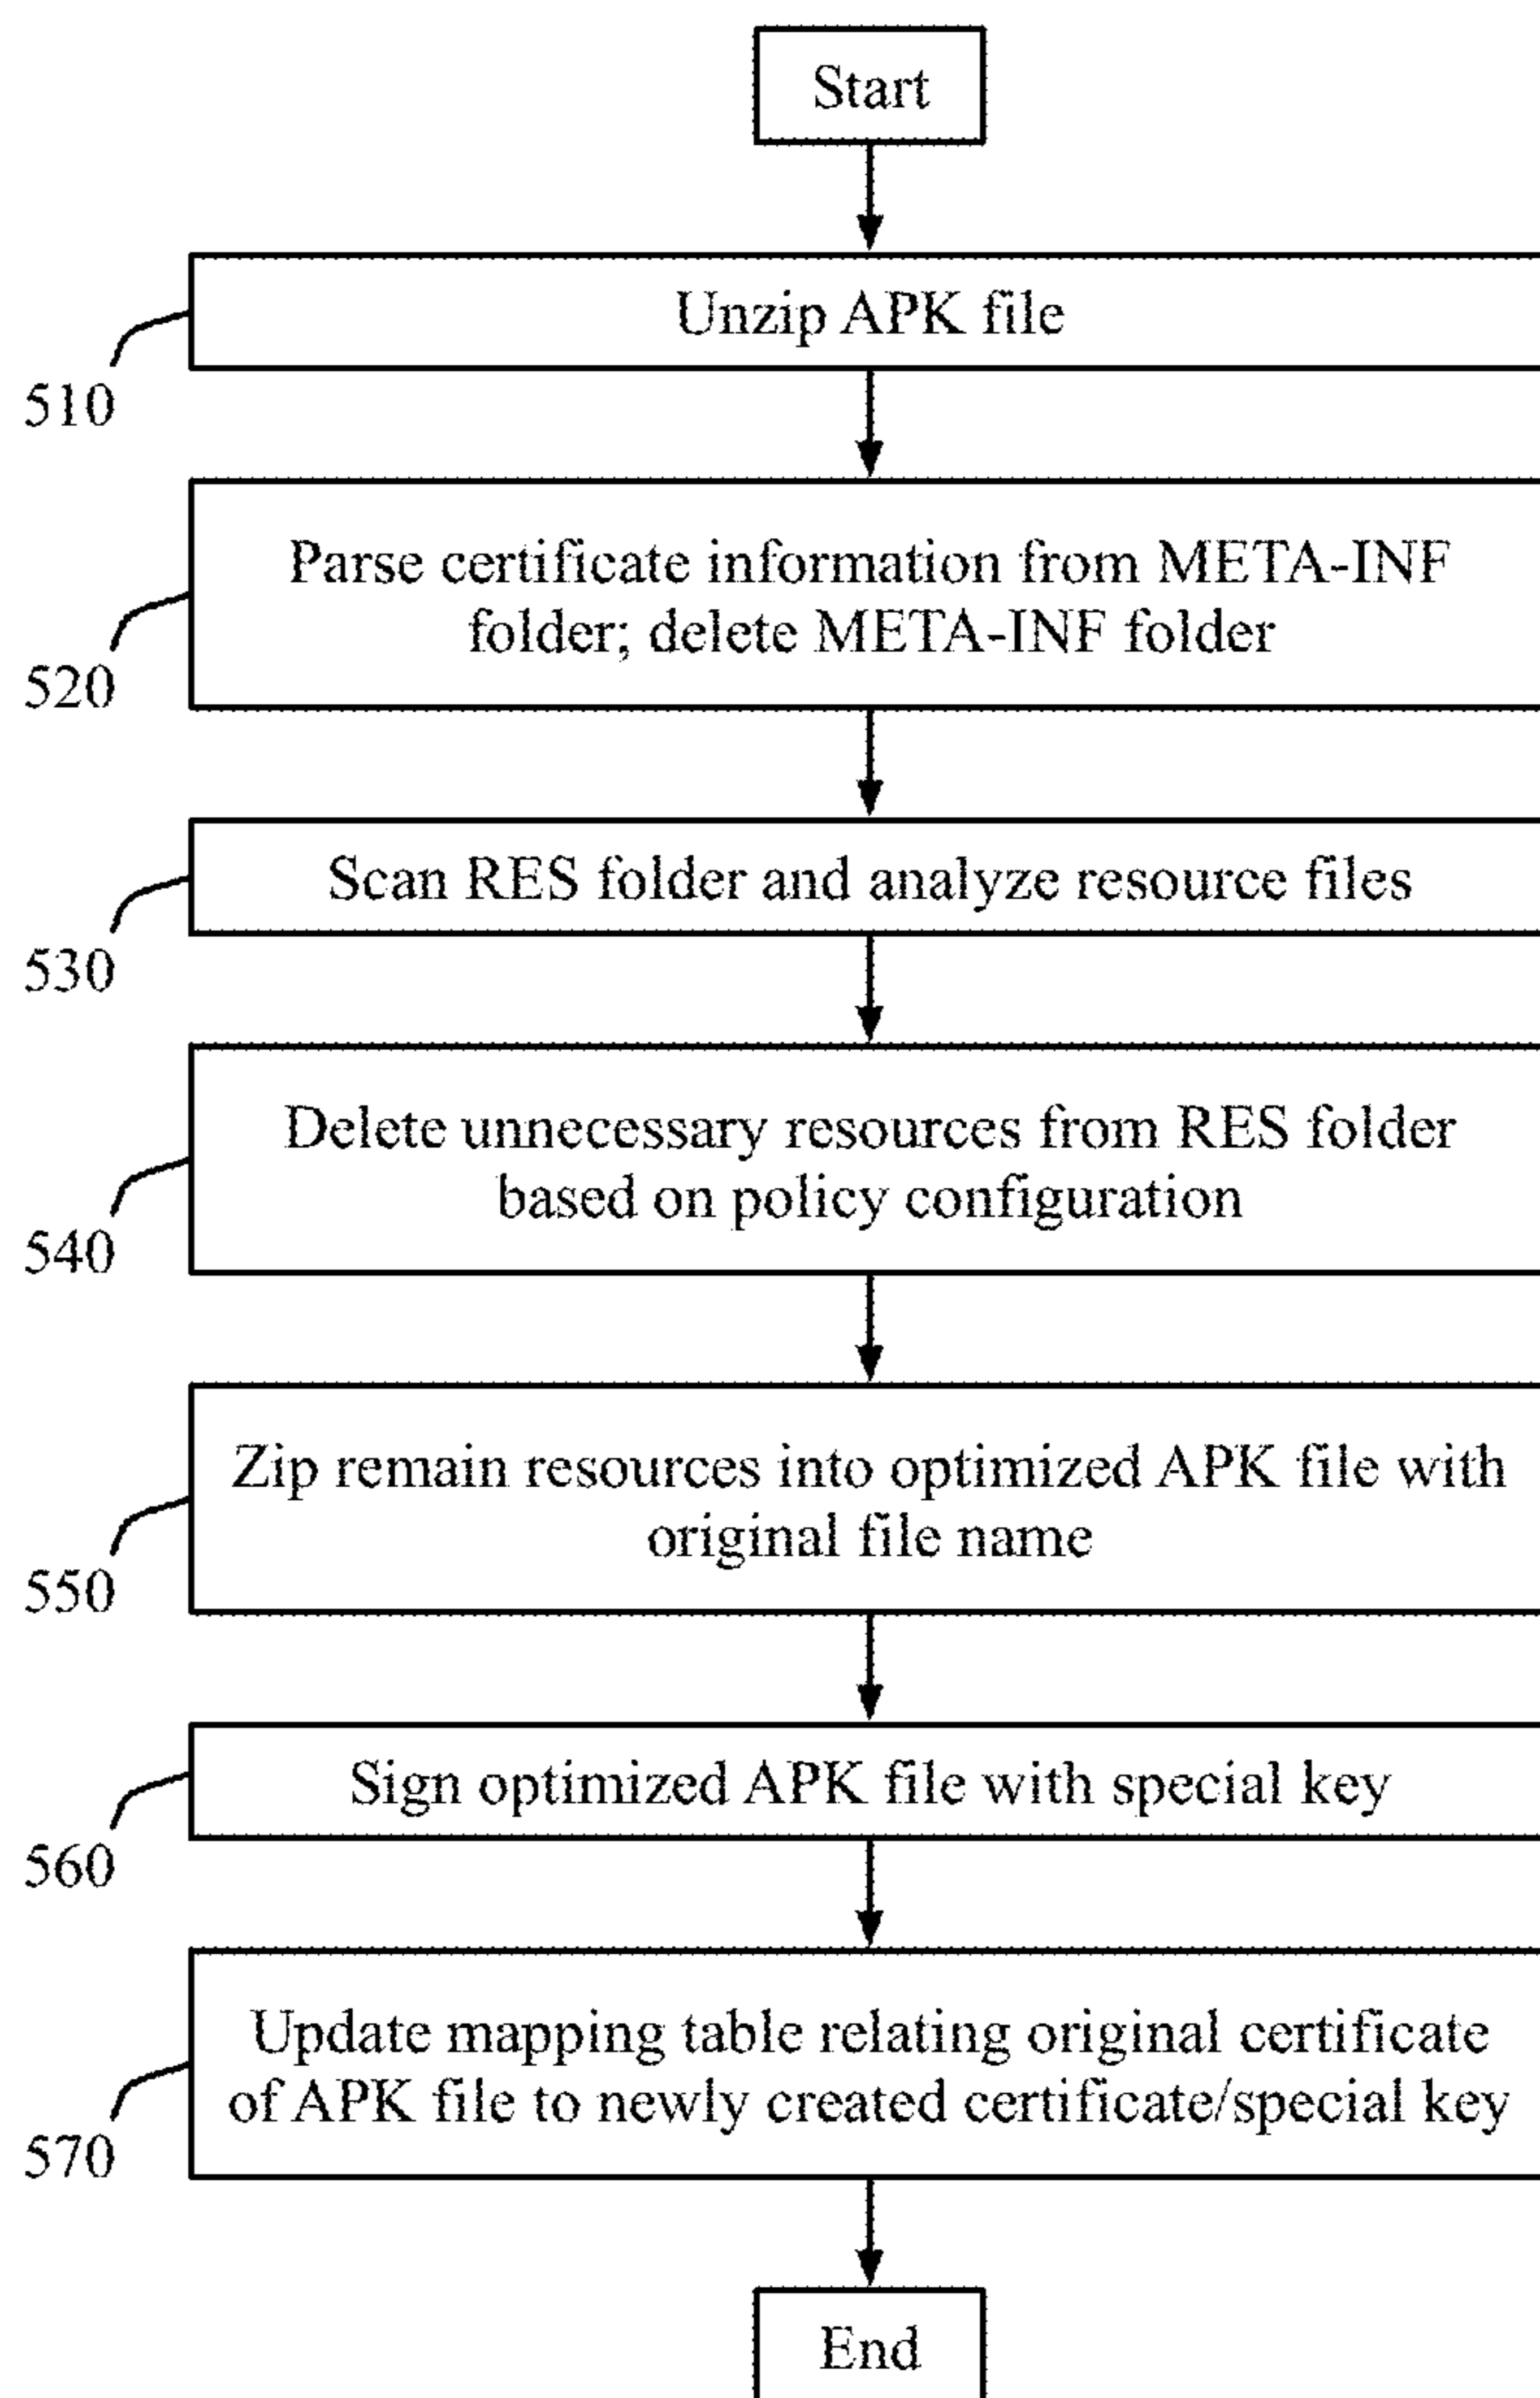 Start
Unzip APK file
510
Parse certificate information from META-INF
folder; delete META-INF folder
520
Scan RES folder and analyze resource files
530
Delete unnecessary resources from RES folder
based on policy configuration
540
Zip remain resources into optimized APK file with
original file name
550
Sign optimized APK file with special key
560
Update mapping table relating original certificate
of APK file to newly created certificate/special key
570
End